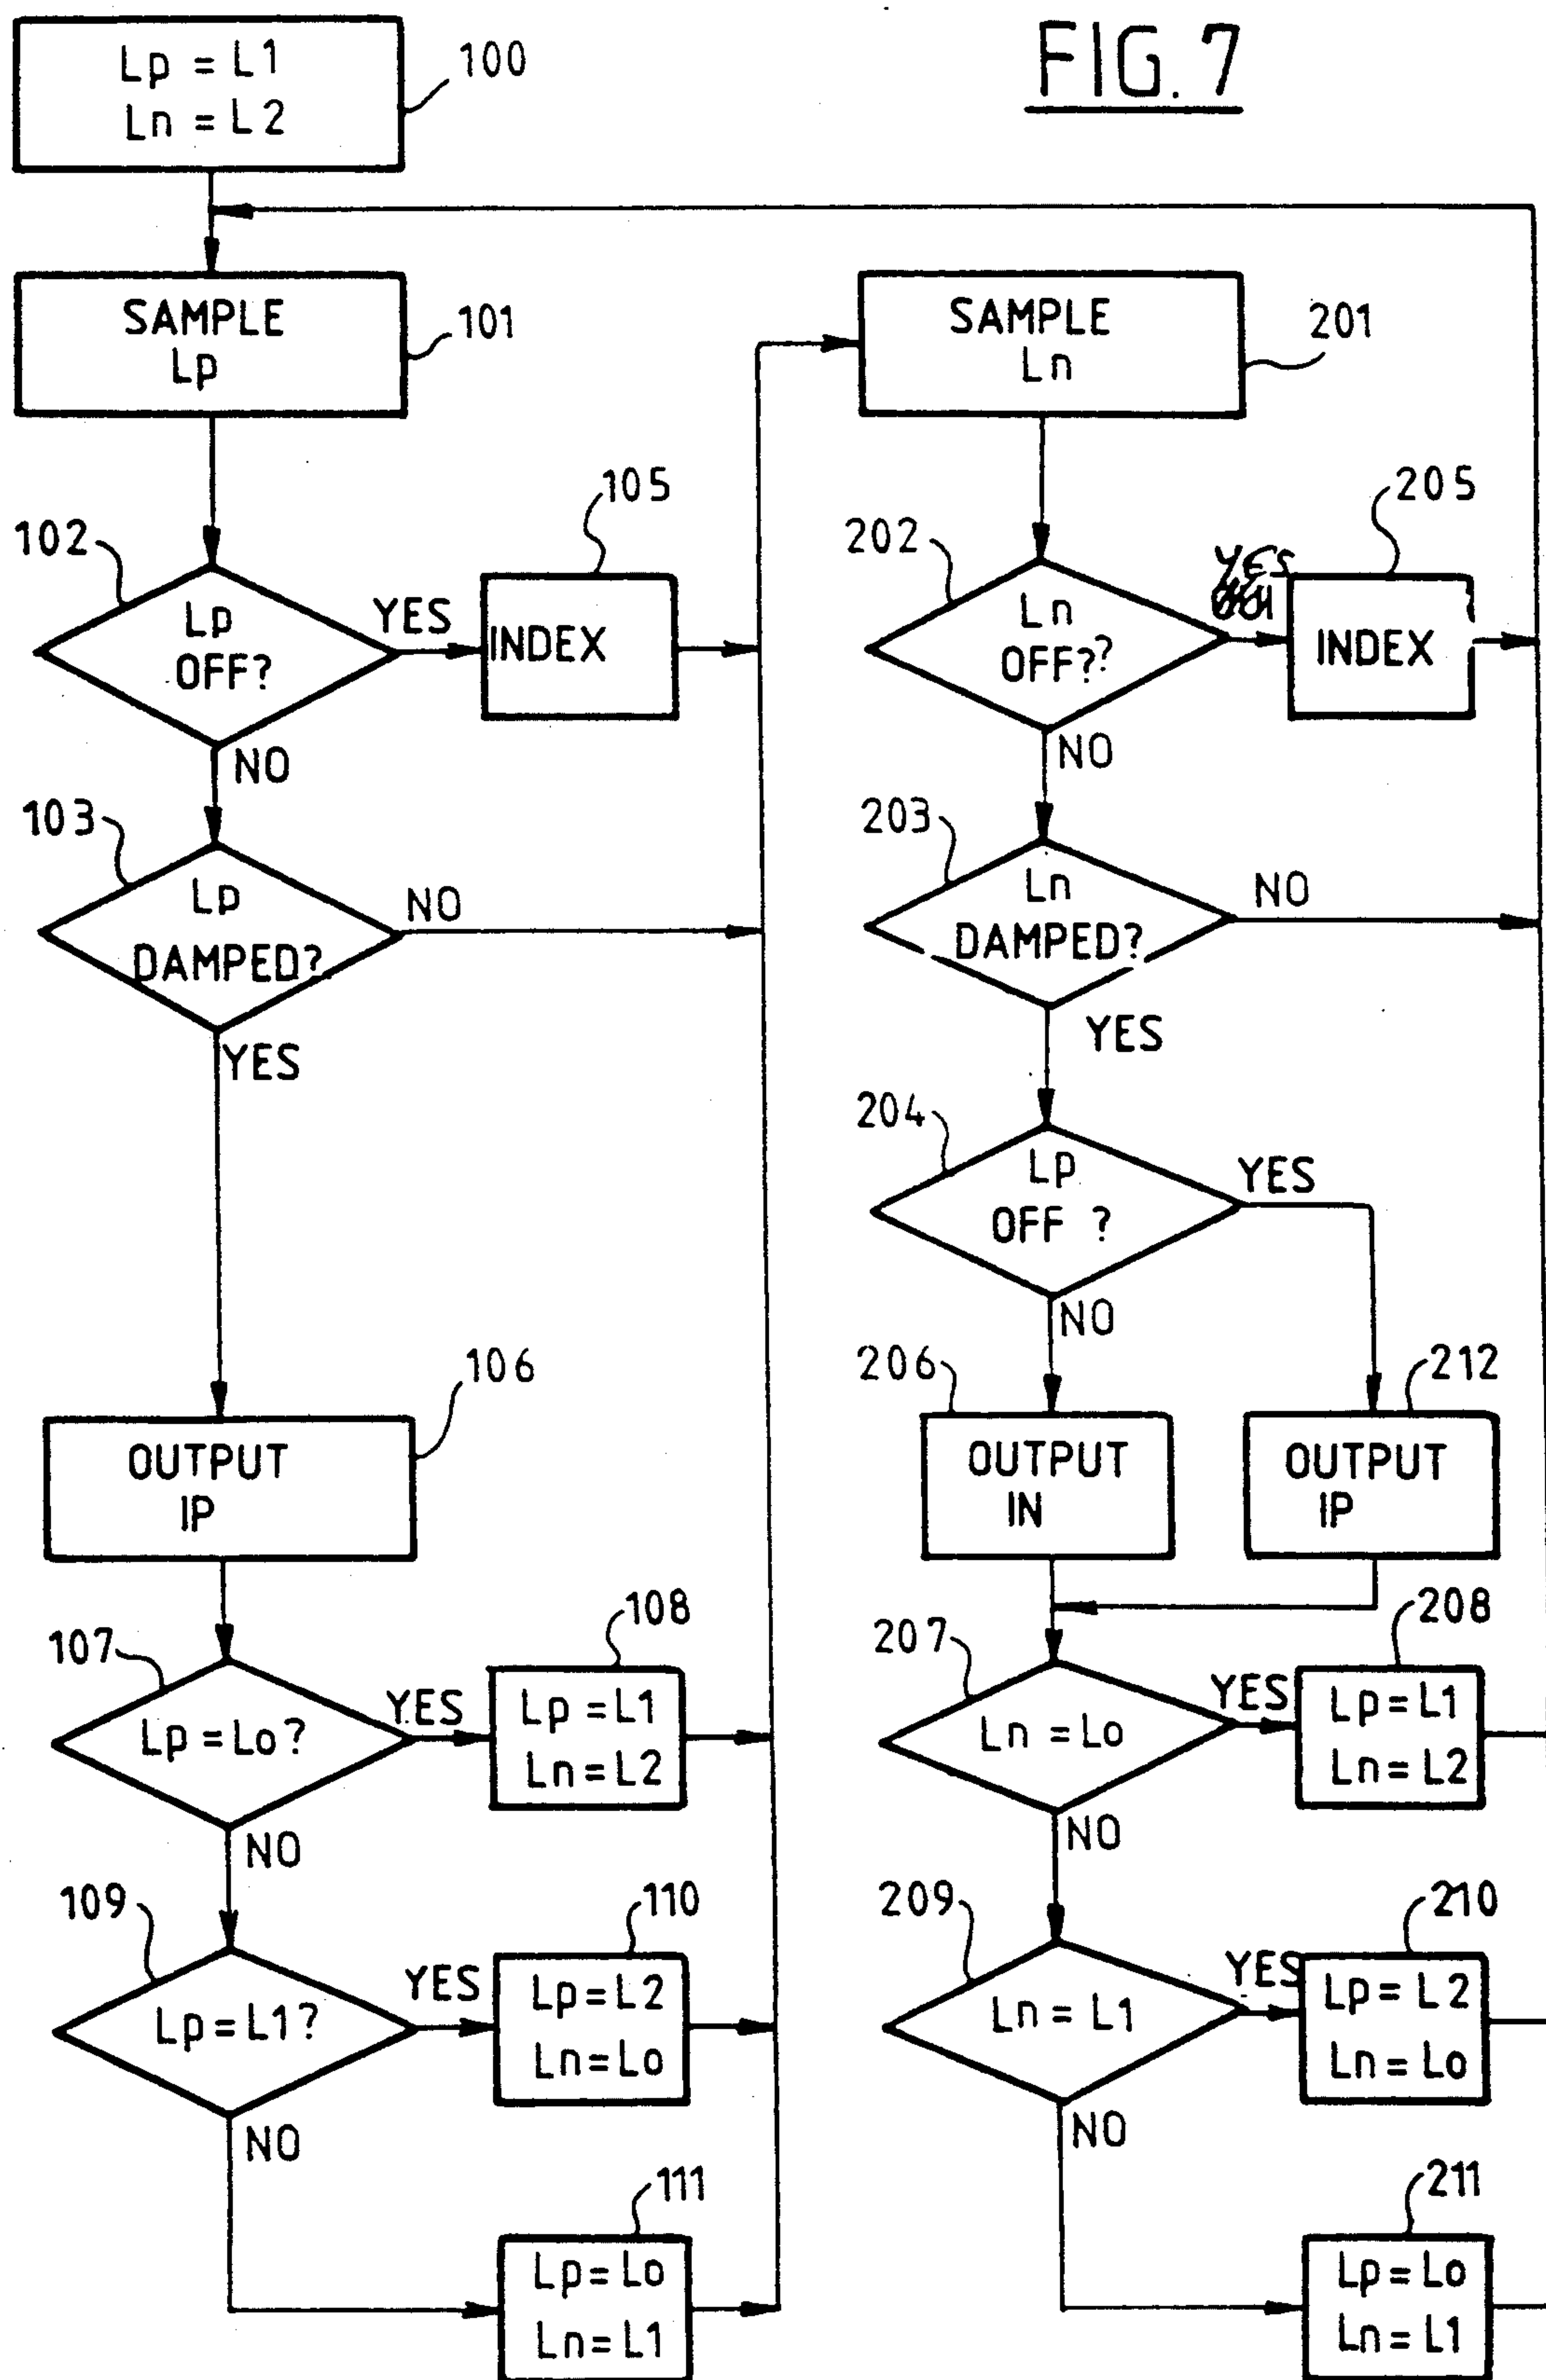 FIG. 7
Lp = L1
Ln = L2
100
SAMPLE
Lp
101
102
Lp
OFF?
YES
NO
105
INDEX
103
Lp
DAMPED?
NO
YES
106
OUTPUT
IP
107
Lp = Lo?
YES
NO
108
Lp = L1
Ln = L2
109
Lp = L1?
YES
NO
110
Lp = L2
Ln = Lo
111
Lp = Lo
Ln = L1
SAMPLE
Ln
201
202
Ln
OFF??
YES
NO
205
INDEX
203
Ln
DAMPED?
NO
YES
204
Lp
OFF ?
YES
NO
206
OUTPUT
IN
212
OUTPUT
IP
207
Ln = Lo
YES
NO
208
Lp = L1
Ln = L2
209
Ln = L1
YES
NO
210
Lp = L2
Ln = Lo
211
Lp = Lo
Ln = L1